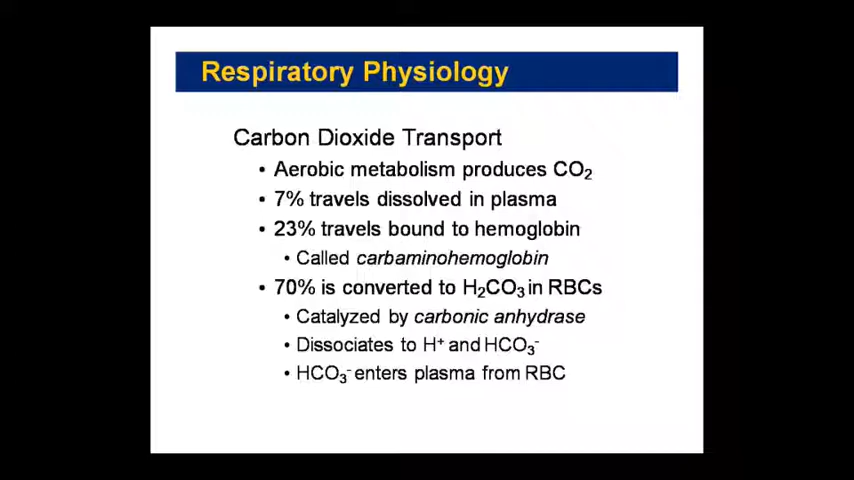 Respiratory Physiology
Carbon Dioxide Transport
• Aerobic metabolism produces CO₂
• 7% travels dissolved in plasma
• 23% travels bound to hemoglobin
• Called carbaminohemoglobin
• 70% is converted to H₂CO₃ in RBCs
• Catalyzed by carbonic anhydrase
• Dissociates to H⁺ and HCO₃⁻
• HCO₃⁻ enters plasma from RBC